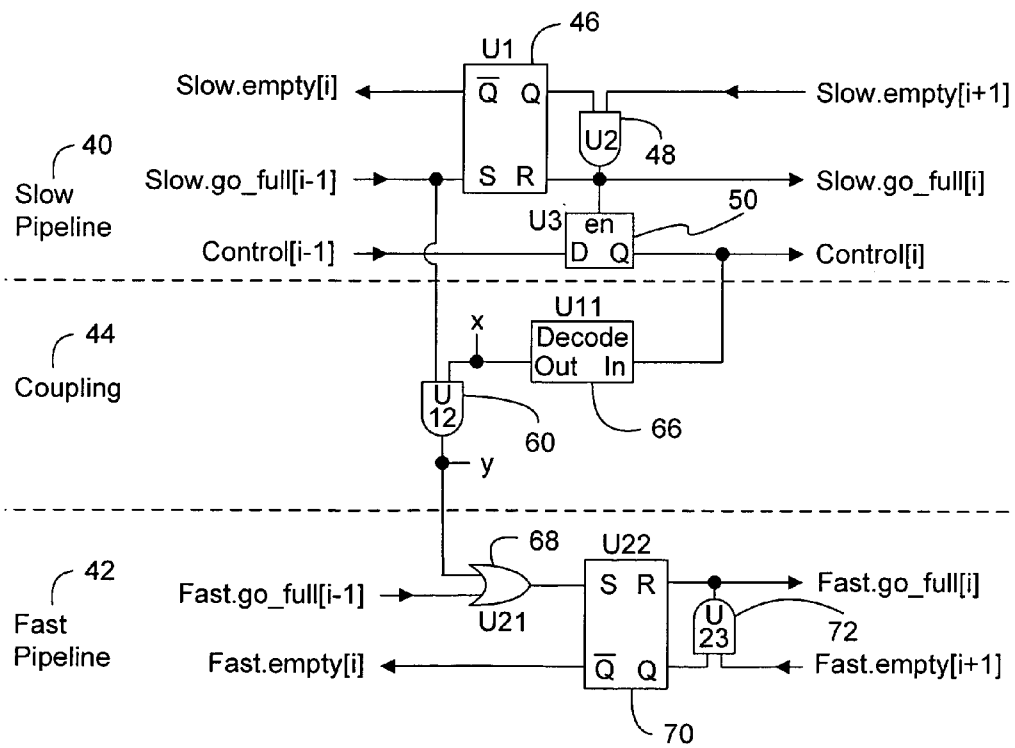 46
U1
Slow.empty[i]
Q Q
Slow.empty[i+1]
U2
48
40
Slow
Pipeline
Slow.go_full[i-1]
S R
Slow.go_full[i]
50
U3
en
Control[i-1]
D Q
Control[i]
44
Coupling
U11
x
Decode
Out In
U
12
60
66
y
42
Fast
Pipeline
68
U22
Fast.go_full[i-1]
U21
S R
Fast.go_full[i]
U
23
72
Fast.empty[i]
Q Q
Fast.empty[i+1]
70